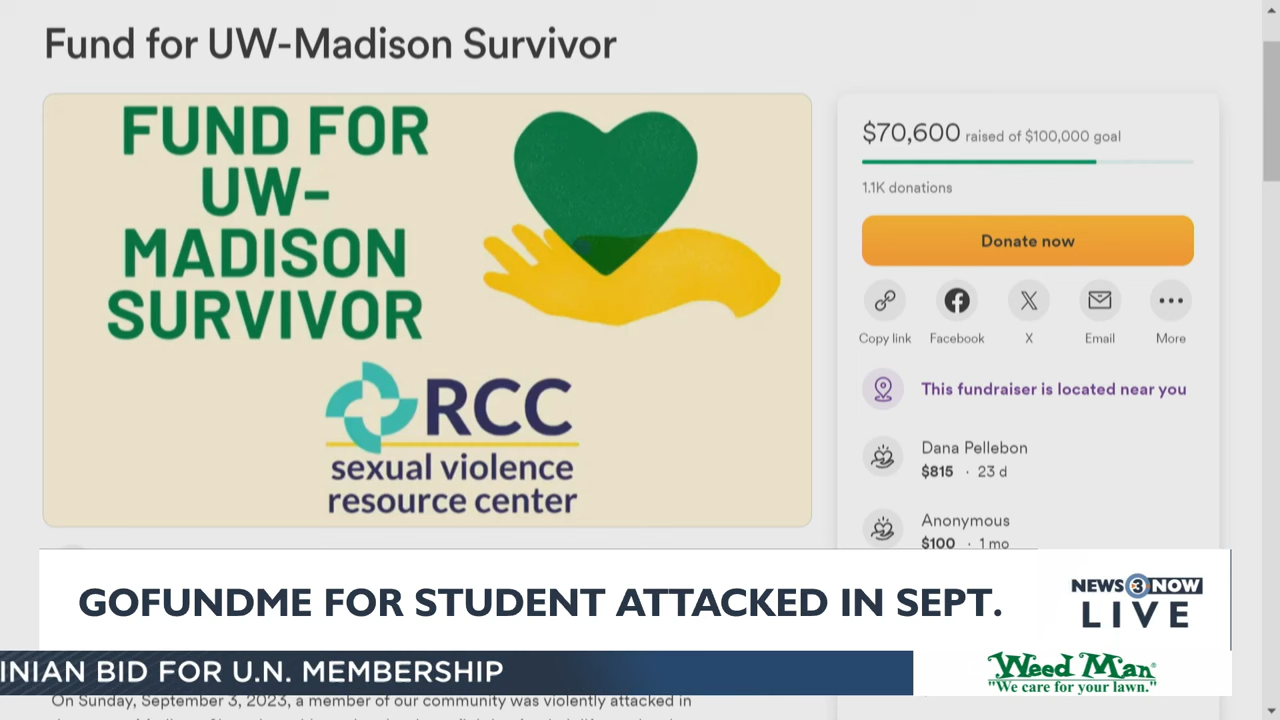 Fund for UW-Madison Survivor
FUND FOR
UW-
MADISON
SURVIVOR
RCC
sexual violence
resource center
$70,600 raised of $100,000 goal
1.1K donations
Donate now
Copy link
Facebook
X
Email
More
This fundraiser is located near you
Dana Pellebon
$815 · 23 d
Anonymous
$100 · 1 mo
GOFUNDME FOR STUDENT ATTACKED IN SEPT.
NEWS 3 NOW
LIVE
INIAN BID FOR U.N. MEMBERSHIP
Weed Man
"We care for your lawn."
On Sunday, September 3, 2023, a member of our community was violently attacked in